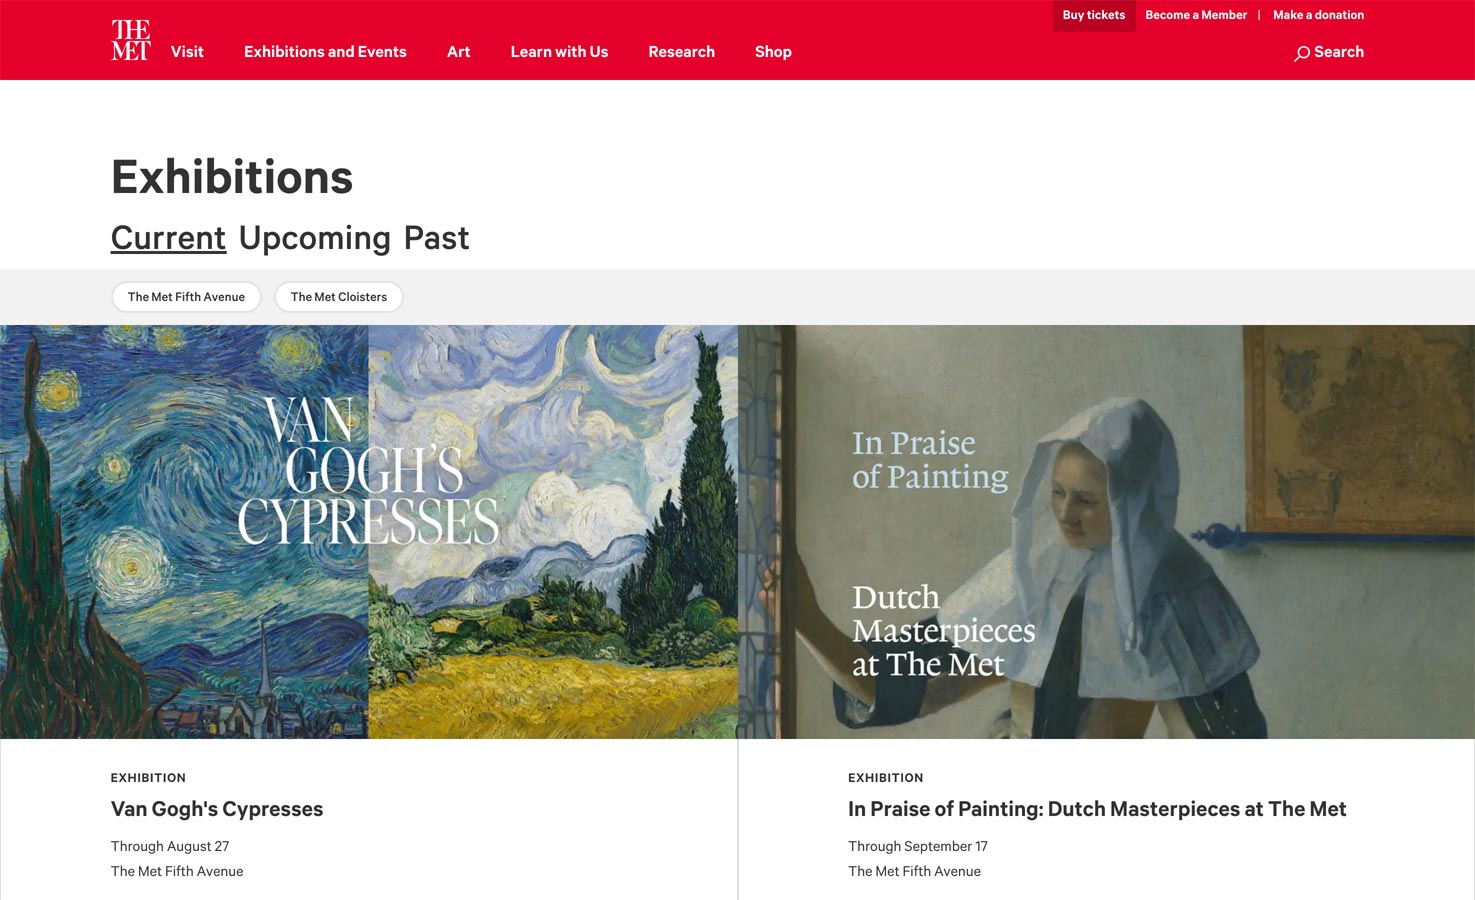 Buy tickets Become a Member | Make a donation
THE
MET
Visit Exhibitions and Events Art Learn with Us Research Shop Search
Exhibitions
Current Upcoming Past
The Met Fifth Avenue The Met Cloisters
VAN
GOGH'S
CYPRESSES
In Praise
of Painting
Dutch
Masterpieces
at The Met
EXHIBITION
Van Gogh's Cypresses
Through August 27
The Met Fifth Avenue
EXHIBITION
In Praise of Painting: Dutch Masterpieces at The Met
Through September 17
The Met Fifth Avenue